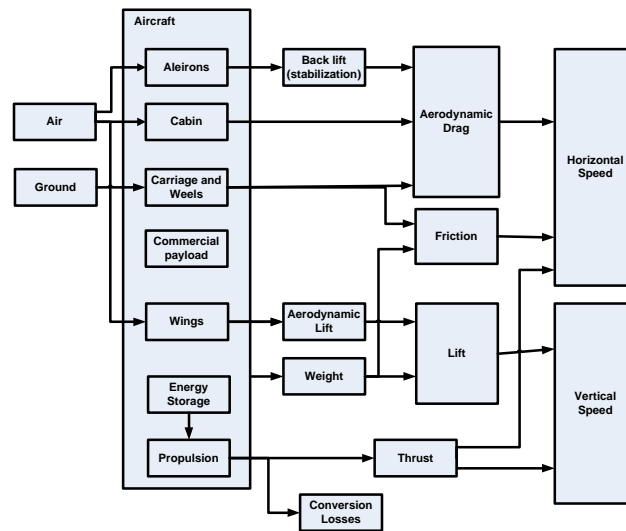 Aircraft
Aleirons
Back lift
(stabilization)
Air
Cabin
Aerodynamic
Drag
Horizontal
Speed
Ground
Carriage and
Weels
Friction
Commercial
payload
Wings
Aerodynamic
Lift
Lift
Weight
Vertical
Speed
Energy
Storage
Propulsion
Thrust
Conversion
Losses